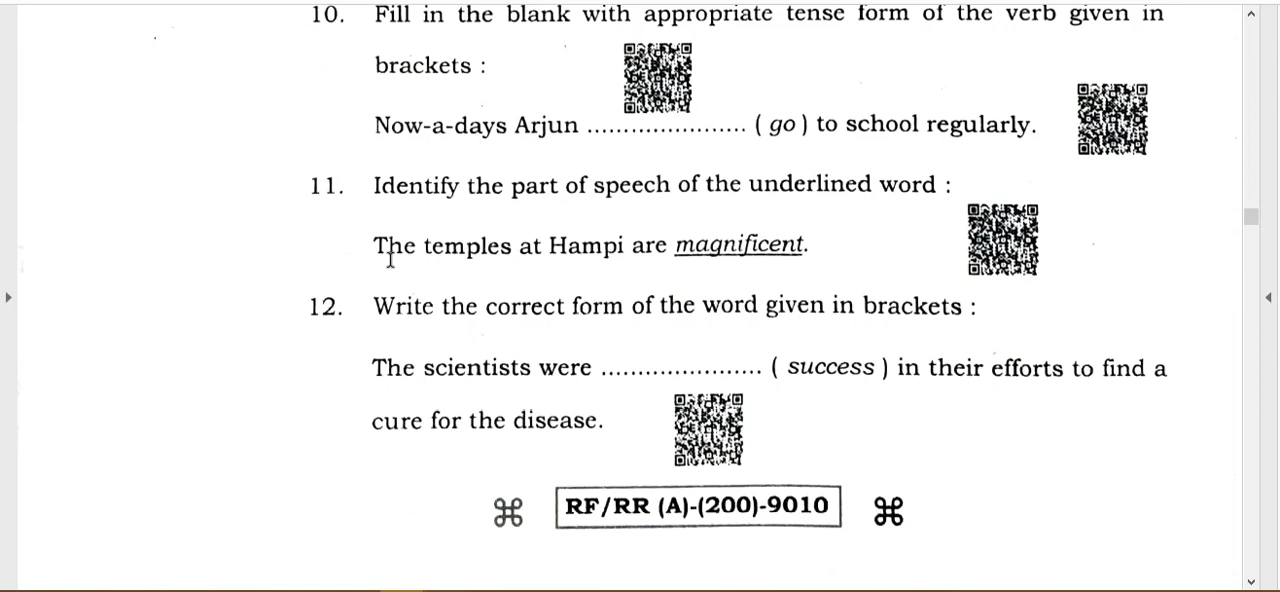 10. Fill in the blank with appropriate tense form of the verb given in
brackets :
Now-a-days Arjun ...................... ( go ) to school regularly.
11. Identify the part of speech of the underlined word :
The temples at Hampi are magnificent.
12. Write the correct form of the word given in brackets :
The scientists were ...................... ( success ) in their efforts to find a
cure for the disease.
⌘ RF/RR (A)-(200)-9010 ⌘